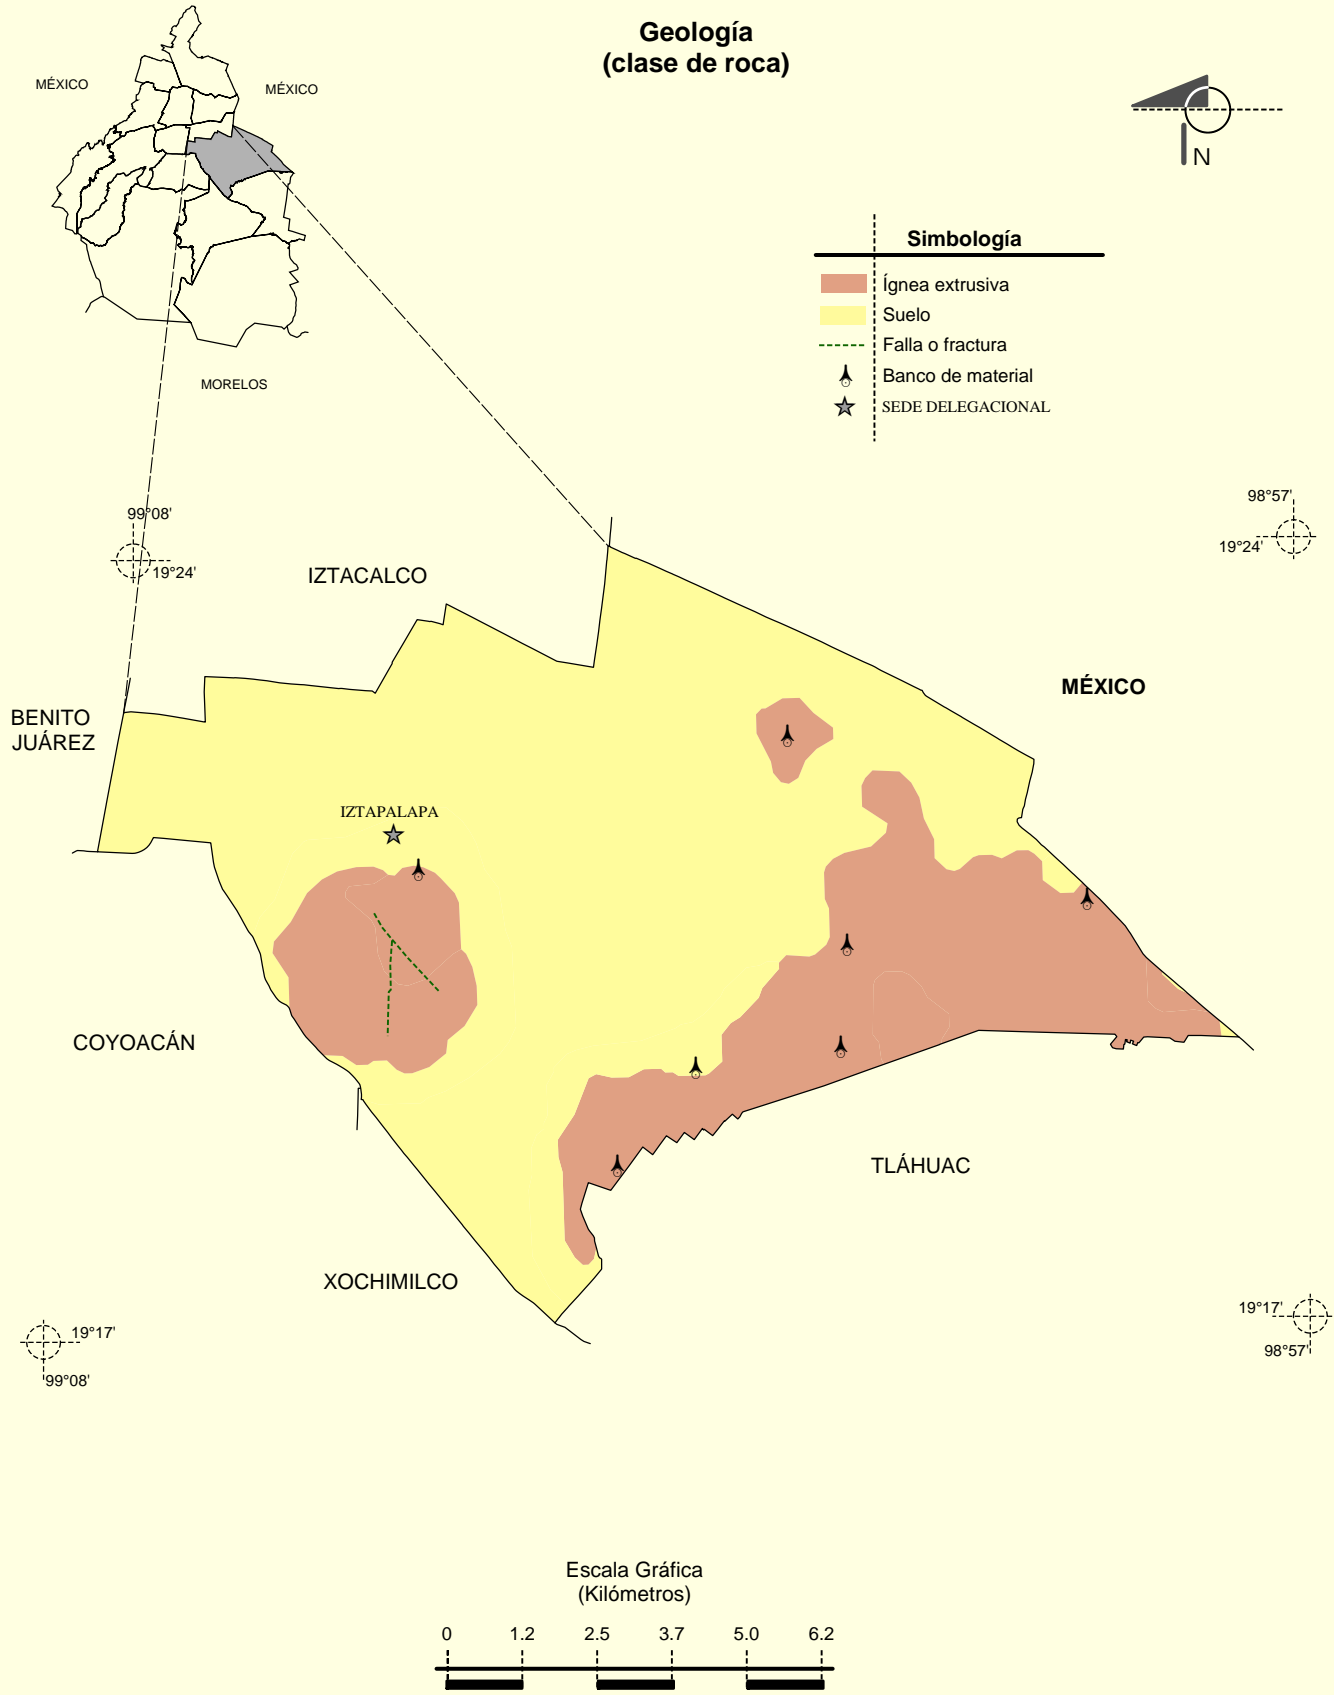 Geología
(clase de roca)
MÉXICO
MÉXICO
MORELOS
N
Simbología
Ígnea extrusiva
Suelo
Falla o fractura
Banco de material
SEDE DELEGACIONAL
99°08'
19°24'
98°57'
19°24'
IZTACALCO
MÉXICO
BENITO
JUÁREZ
IZTAPALAPA
COYOACÁN
TLÁHUAC
XOCHIMILCO
19°17'
99°08'
19°17'
98°57'
Escala Gráfica
(Kilómetros)
0 1.2 2.5 3.7 5.0 6.2